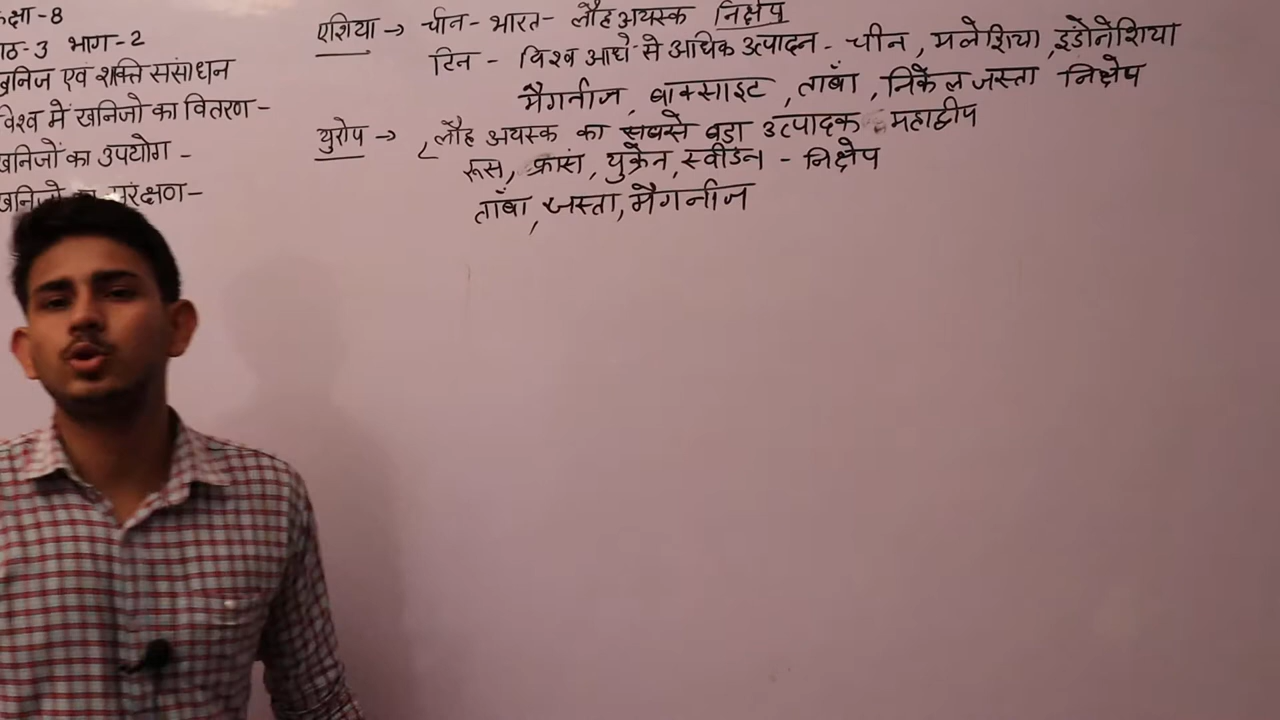 कक्षा-8
पाठ-3 भाग-2
खनिज एवं शक्ति संसाधन
विश्व में खनिजो का वितरण-
खनिजों का उपयोग -
खनिजों संरक्षण-
एशिया → चीन- भारत- लौह अयस्क निक्षेप
टिन - विश्व आधे से अधिक उत्पादन - चीन, मलेशिया, इंडोनेशिया
मैगनीज, बाक्साइट, ताँबा, निकेल जस्ता निक्षेप
युरोप → लौह अयस्क का सबसे बड़ा उत्पादक महाद्वीप
रूस, फ्रांस, युक्रेन, स्वीडन - निक्षेप
ताँबा, जस्ता, मैगनीज